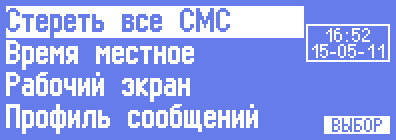 Стереть все СМС
Время местное
Рабочий экран
Профиль сообщений
16:52
15-05-11
ВЫБОР